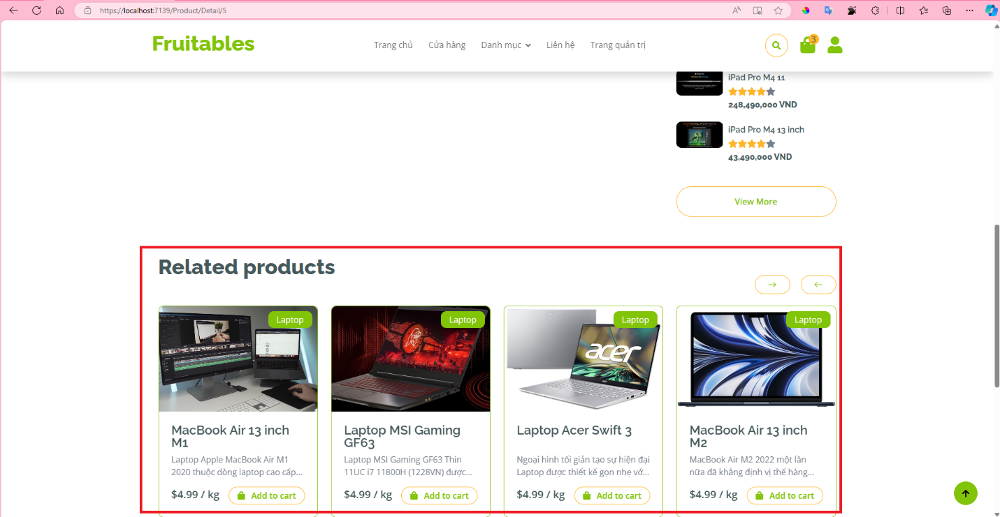 https://localhost:7139/Product/Detail/5
Fruitables
Trang chủ
Cửa hàng
Danh mục
Liên hệ
Trang quản trị
3
iPad Pro M4 11
248,490,000 VND
iPad Pro M4 13 inch
43,490,000 VND
View More
Related products
Laptop
MacBook Air 13 inch
M1
Laptop Apple MacBook Air M1
2020 thuộc dòng laptop cao cấp...
$4.99 / kg
Add to cart
Laptop
Laptop MSI Gaming
GF63
Laptop MSI Gaming GF63 Thin
11UC i7 11800H (1228VN) được...
$4.99 / kg
Add to cart
Laptop
acer
Laptop Acer Swift 3
Ngoại hình tối giản tạo sự hiện đại
Laptop được thiết kế gọn nhẹ vớ...
$4.99 / kg
Add to cart
Laptop
MacBook Air 13 inch
M2
MacBook Air M2 2022 một lần
nữa đã khẳng định vị thế hàng...
$4.99 / kg
Add to cart